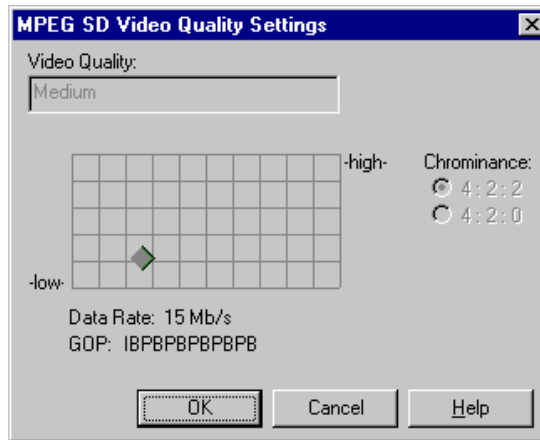 MPEG SD Video Quality Settings
Video Quality:
Medium
-high-
Chrominance:
4:2:2
4:2:0
-low-
Data Rate: 15 Mb/s
GOP: IBPBPBPBPBPB
OK
Cancel
Help